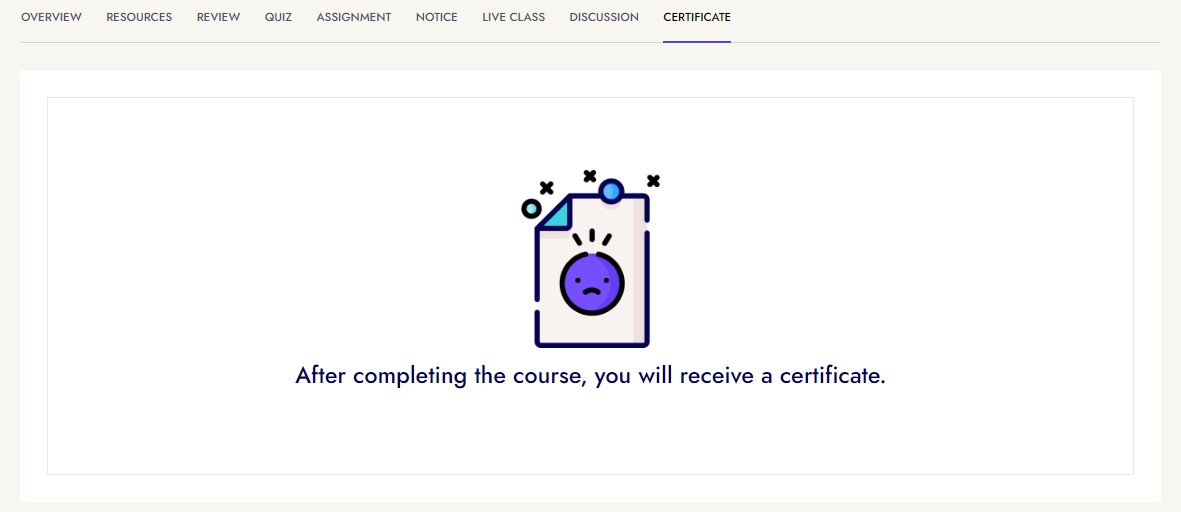 OVERVIEW RESOURCES REVIEW QUIZ ASSIGNMENT NOTICE LIVE CLASS DISCUSSION CERTIFICATE
After completing the course, you will receive a certificate.